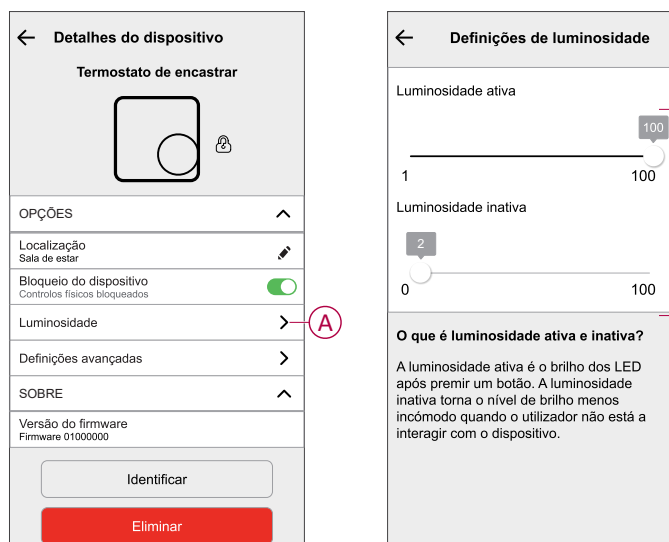 Detalhes do dispositivo
Termostato de encastrar
OPÇÕES
Localização
Sala de estar
Bloqueio do dispositivo
Controlos físicos bloqueados
Luminosidade
A
Definições avançadas
SOBRE
Versão do firmware
Firmware 01000000
Identificar
Eliminar
Definições de luminosidade
Luminosidade ativa
100
1 100
Luminosidade inativa
2
0 100
O que é luminosidade ativa e inativa?
A luminosidade ativa é o brilho dos LED
após premir um botão. A luminosidade
inativa torna o nível de brilho menos
incómodo quando o utilizador não está a
interagir com o dispositivo.